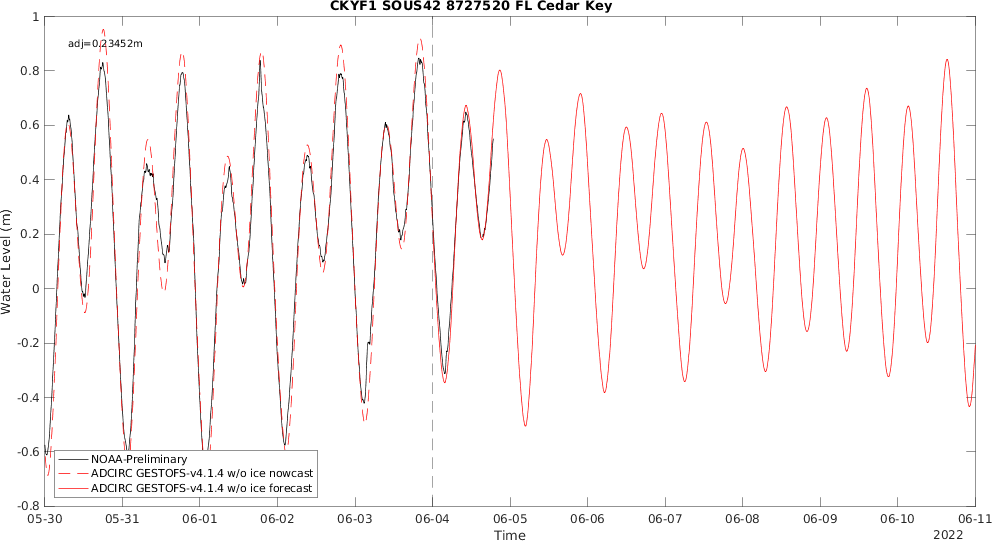 CKYF1 SOUS42 8727520 FL Cedar Key
adj=0.23452m
Water Level (m)
1
0.8
0.6
0.4
0.2
0
-0.2
-0.4
-0.6
-0.8
NOAA-Preliminary
ADCIRC GESTOFS-v4.1.4 w/o ice nowcast
ADCIRC GESTOFS-v4.1.4 w/o ice forecast
05-30 05-31 06-01 06-02 06-03 06-04 06-05 06-06 06-07 06-08 06-09 06-10 06-11
Time
2022